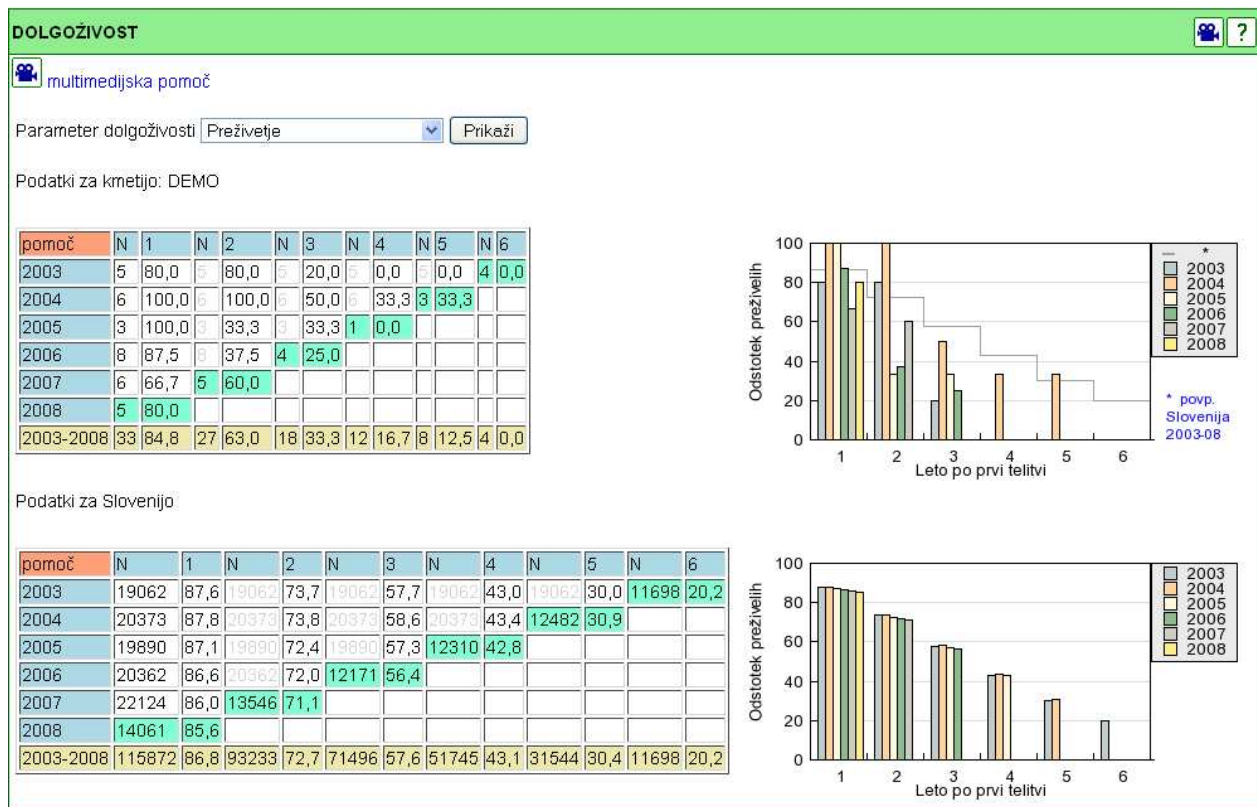 DOLGOŽIVOST ?
multimedijska pomoč
Parameter dolgoživosti Preživetje Prikaži
Podatki za kmetijo: DEMO
pomoč N 1 N 2 N 3 N 4 N 5 N 6
2003 5 80,0 5 80,0 5 20,0 5 0,0 5 0,0 4 0,0
2004 6 100,0 6 100,0 6 50,0 6 33,3 3 33,3
2005 3 100,0 3 33,3 3 33,3 1 0,0
2006 8 87,5 8 37,5 4 25,0
2007 6 66,7 5 60,0
2008 5 80,0
2003-2008 33 84,8 27 63,0 18 33,3 12 16,7 8 12,5 4 0,0
Odstotek preživelih
100
80
60
40
20
0
1 2 3 4 5 6
Leto po prvi telitvi
*
2003
2004
2005
2006
2007
2008
* povp.
Slovenija
2003-08
Podatki za Slovenijo
pomoč N 1 N 2 N 3 N 4 N 5 N 6
2003 19062 87,6 19062 73,7 19062 57,7 19062 43,0 19062 30,0 11698 20,2
2004 20373 87,8 20373 73,8 20373 58,6 20373 43,4 12482 30,9
2005 19890 87,1 19890 72,4 19890 57,3 12310 42,8
2006 20362 86,6 20362 72,0 12171 56,4
2007 22124 86,0 13546 71,1
2008 14061 85,6
2003-2008 115872 86,8 93233 72,7 71496 57,6 51745 43,1 31544 30,4 11698 20,2
Odstotek preživelih
100
80
60
40
20
0
1 2 3 4 5 6
Leto po prvi telitvi
2003
2004
2005
2006
2007
2008